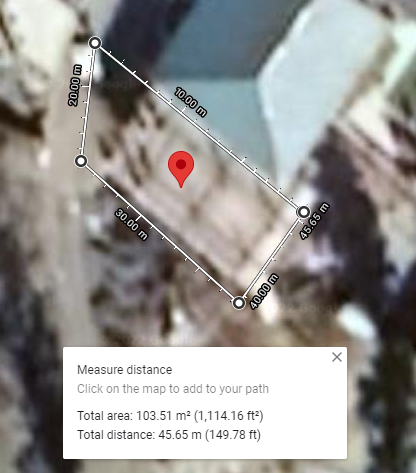 20.00 m
10.00 m
45.65 m
30.00 m
40.00 m
Measure distance
Click on the map to add to your path
Total area: 103.51 m² (1,114.16 ft²)
Total distance: 45.65 m (149.78 ft)